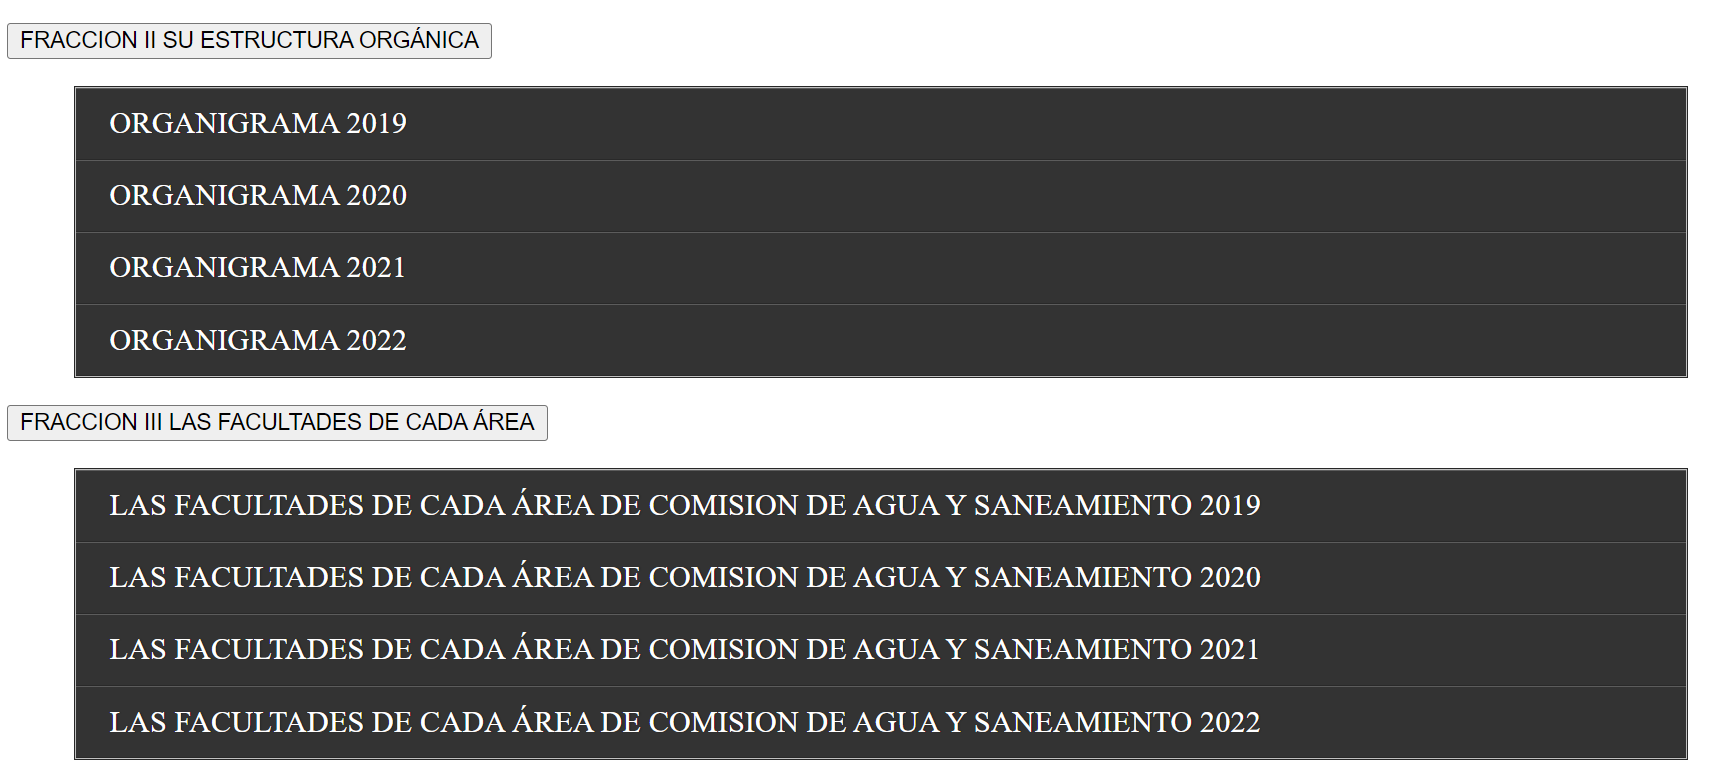 FRACCION II SU ESTRUCTURA ORGÁNICA
ORGANIGRAMA 2019
ORGANIGRAMA 2020
ORGANIGRAMA 2021
ORGANIGRAMA 2022
FRACCION III LAS FACULTADES DE CADA ÁREA
LAS FACULTADES DE CADA ÁREA DE COMISION DE AGUA Y SANEAMIENTO 2019
LAS FACULTADES DE CADA ÁREA DE COMISION DE AGUA Y SANEAMIENTO 2020
LAS FACULTADES DE CADA ÁREA DE COMISION DE AGUA Y SANEAMIENTO 2021
LAS FACULTADES DE CADA ÁREA DE COMISION DE AGUA Y SANEAMIENTO 2022